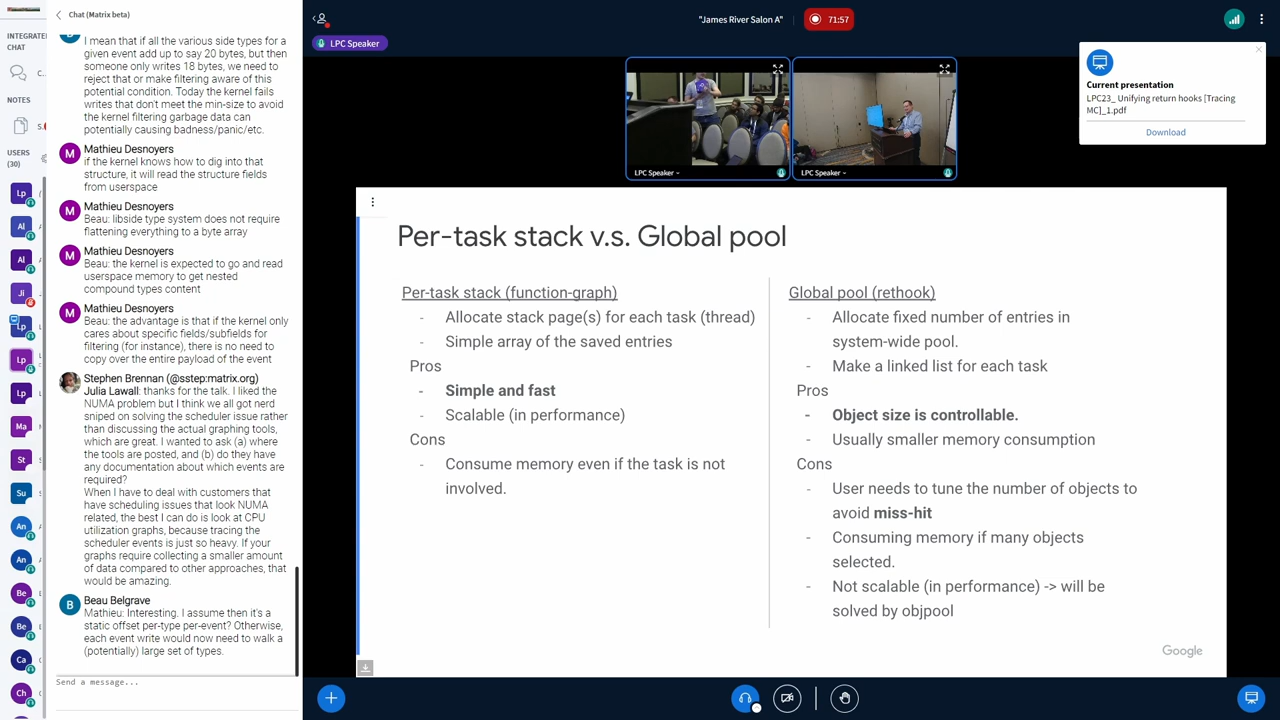 INTEGRATE
CHAT
C.
NOTES
S.
USERS
(30)
Lp
Al
Al
Ji
Lp
Lp
Lp
Ma
St
Su
An
An
Be
Be
Ca
Ch
Chat (Matrix beta)
I mean that if all the various side types for a
given event add up to say 20 bytes, but then
someone only writes 18 bytes, we need to
reject that or make filtering aware of this
potential condition. Today the kernel fails
writes that don't meet the min-size to avoid
the kernel filtering garbage data can
potentially causing badness/panic/etc.
M
Mathieu Desnoyers
if the kernel knows how to dig into that
structure, it will read the structure fields
from userspace
M
Mathieu Desnoyers
Beau: libside type system does not require
flattening everything to a byte array
M
Mathieu Desnoyers
Beau: the kernel is expected to go and read
userspace memory to get nested
compound types content
M
Mathieu Desnoyers
Beau: the advantage is that if the kernel only
cares about specific fields/subfields for
filtering (for instance), there is no need to
copy over the entire payload of the event
Stephen Brennan (@sstep:matrix.org)
Julia Lawall: thanks for the talk. I liked the
NUMA problem but I think we all got nerd
sniped on solving the scheduler issue rather
than discussing the actual graphing tools,
which are great. I wanted to ask (a) where
the tools are posted, and (b) do they have
any documentation about which events are
required?
When I have to deal with customers that
have scheduling issues that look NUMA
related, the best I can do is look at CPU
utilization graphs, because tracing the
scheduler events is just so heavy. If your
graphs require collecting a smaller amount
of data compared to other approaches, that
would be amazing.
B
Beau Belgrave
Mathieu: Interesting. I assume then it's a
static offset per-type per-event? Otherwise,
each event write would now need to walk a
(potentially) large set of types.
Send a message...
"James River Salon A"
71:57
LPC Speaker
LPC Speaker
LPC Speaker
Current presentation
LPC23_ Unifying return hooks [Tracing
MC]_1.pdf
Download
Per-task stack v.s. Global pool
Per-task stack (function-graph)
- Allocate stack page(s) for each task (thread)
- Simple array of the saved entries
Pros
- Simple and fast
- Scalable (in performance)
Cons
- Consume memory even if the task is not
involved.
Global pool (rethook)
- Allocate fixed number of entries in
system-wide pool.
- Make a linked list for each task
Pros
- Object size is controllable.
- Usually smaller memory consumption
Cons
- User needs to tune the number of objects to
avoid miss-hit
- Consuming memory if many objects
selected.
- Not scalable (in performance) -> will be
solved by objpool
Google